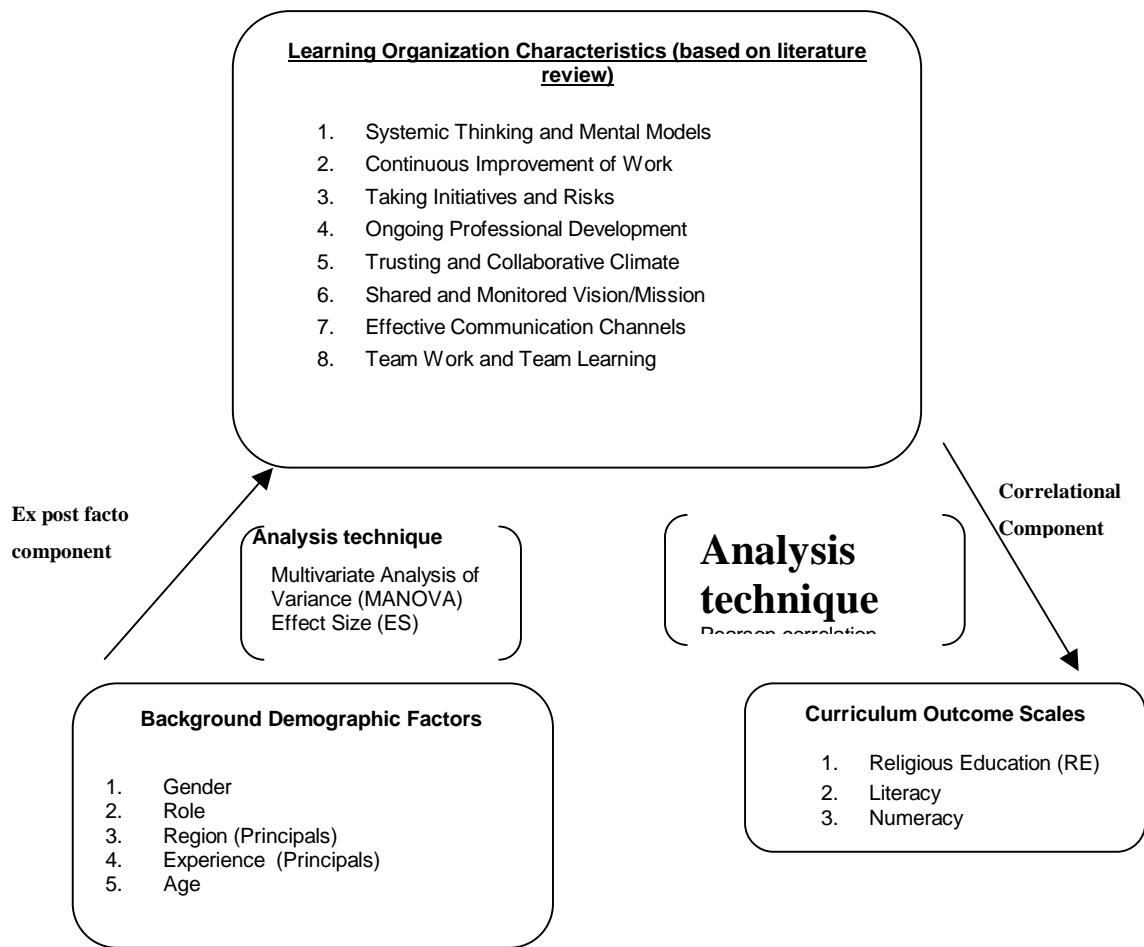 Learning Organization Characteristics (based on literature
review)
1. Systemic Thinking and Mental Models
2. Continuous Improvement of Work
3. Taking Initiatives and Risks
4. Ongoing Professional Development
5. Trusting and Collaborative Climate
6. Shared and Monitored Vision/Mission
7. Effective Communication Channels
8. Team Work and Team Learning
Ex post facto
component
Analysis technique
Multivariate Analysis of
Variance (MANOVA)
Effect Size (ES)
Analysis
technique
Pearson correlation
Correlational
Component
Background Demographic Factors
1. Gender
2. Role
3. Region (Principals)
4. Experience (Principals)
5. Age
Curriculum Outcome Scales
1. Religious Education (RE)
2. Literacy
3. Numeracy